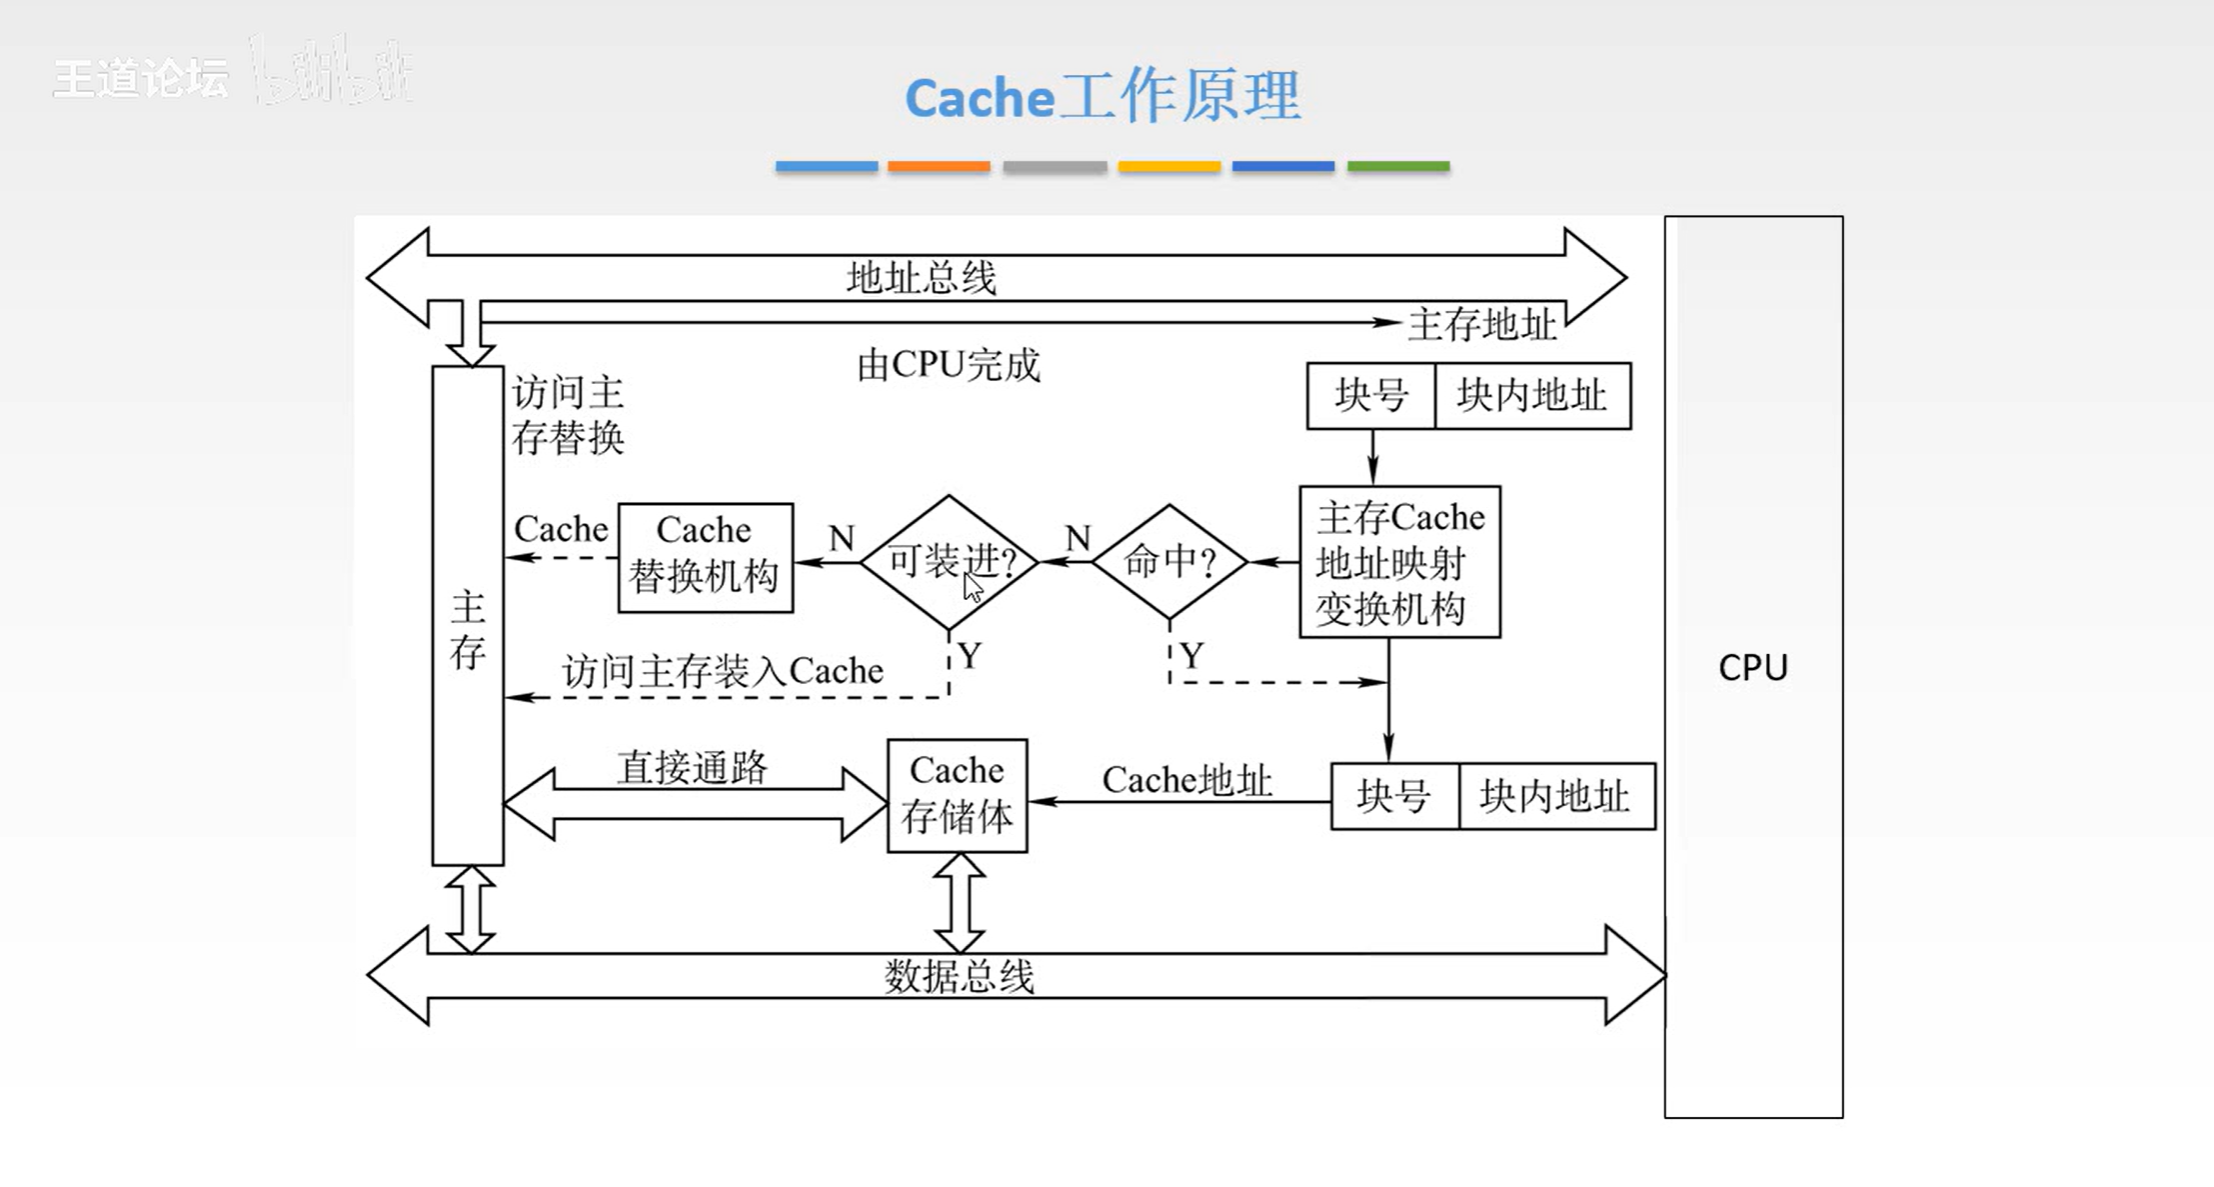 王道论坛 bilibili
Cache工作原理
地址总线
主存地址
由CPU完成
访问主
存替换
块号
块内地址
Cache
Cache
替换机构
N
可装进?
N
命中?
主存Cache
地址映射
变换机构
主
存
Y
Y
访问主存装入Cache
CPU
直接通路
Cache
存储体
Cache地址
块号
块内地址
数据总线